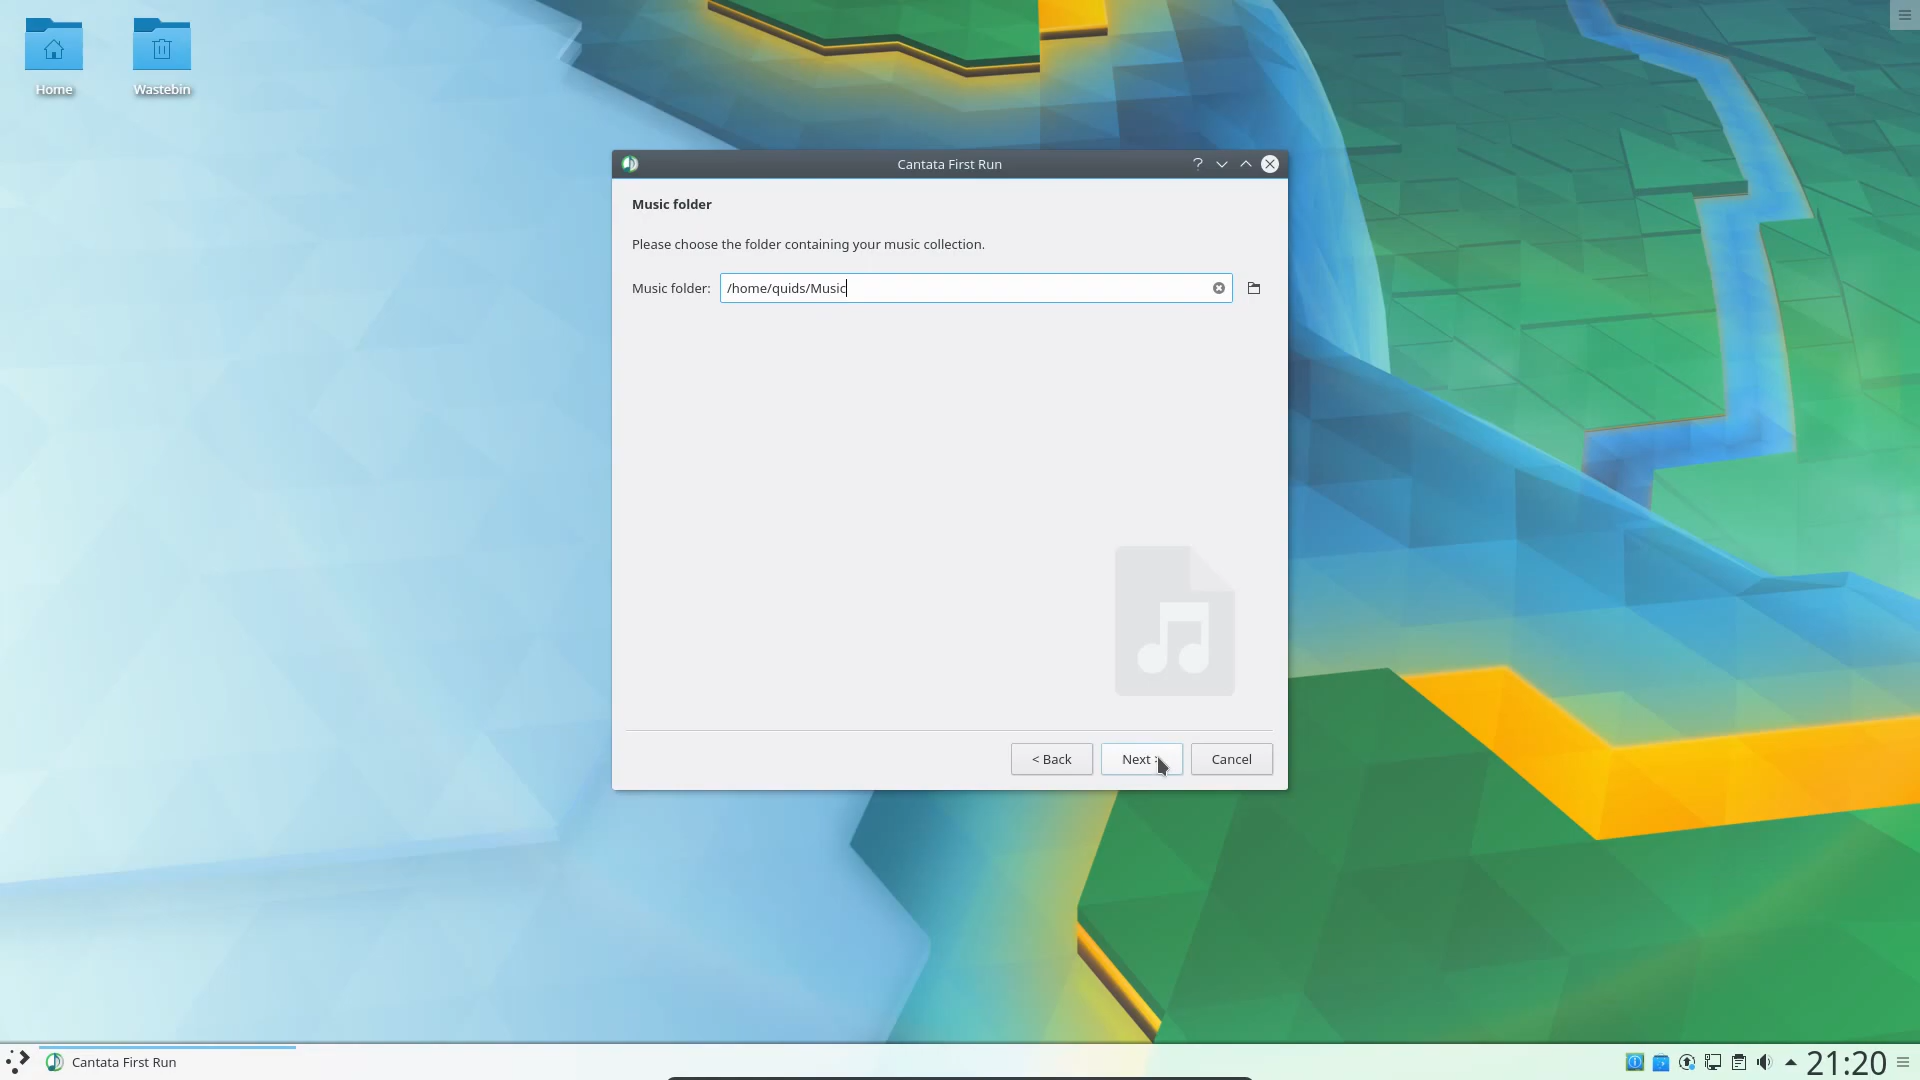 Home
Wastebin
Cantata First Run
Music folder
Please choose the folder containing your music collection.
Music folder: /home/quids/Music
< Back
Next
Cancel
Cantata First Run
21:20